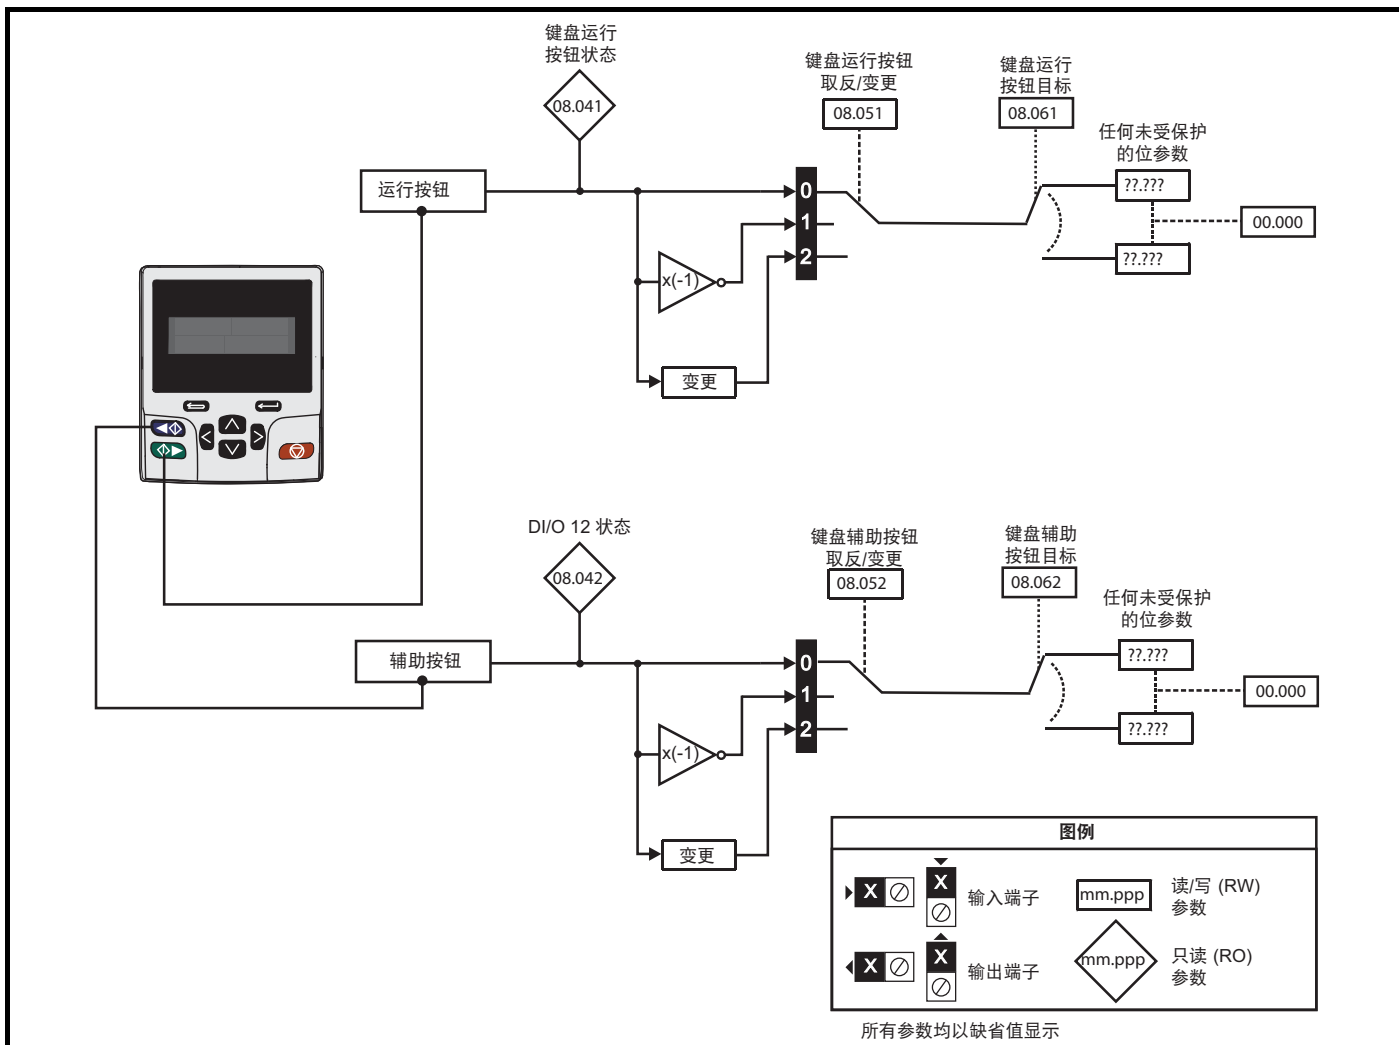 键盘运行
按钮状态
08.041
键盘运行按钮
取反/变更
08.051
键盘运行
按钮目标
08.061
任何未受保护
的位参数
??.???
??.???
00.000
运行按钮
0
1
2
x(-1)
变更
DI/O 12 状态
08.042
键盘辅助按钮
取反/变更
08.052
键盘辅助
按钮目标
08.062
任何未受保护
的位参数
??.???
??.???
00.000
辅助按钮
0
1
2
x(-1)
变更
图例
X
X
输入端子
mm.ppp
读/写 (RW)
参数
X
X
输出端子
mm.ppp
只读 (RO)
参数
所有参数均以缺省值显示